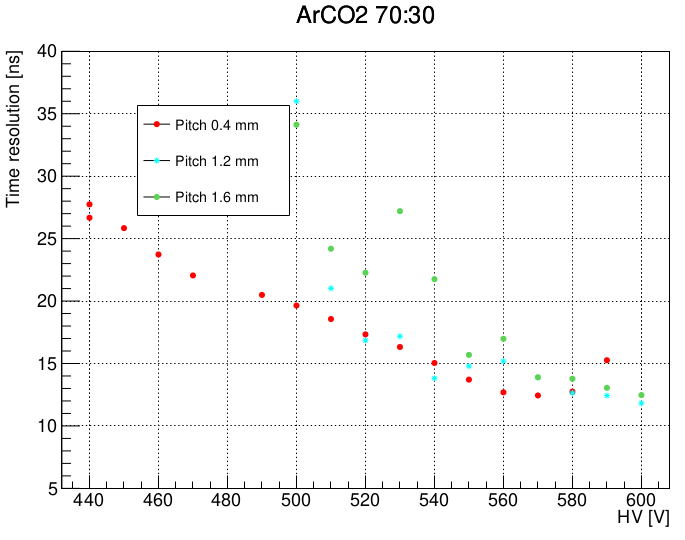 ArCO2 70:30
Time resolution [ns]
40
35
30
25
20
15
10
5
Pitch 0.4 mm
Pitch 1.2 mm
Pitch 1.6 mm
440 460 480 500 520 540 560 580 600
HV [V]